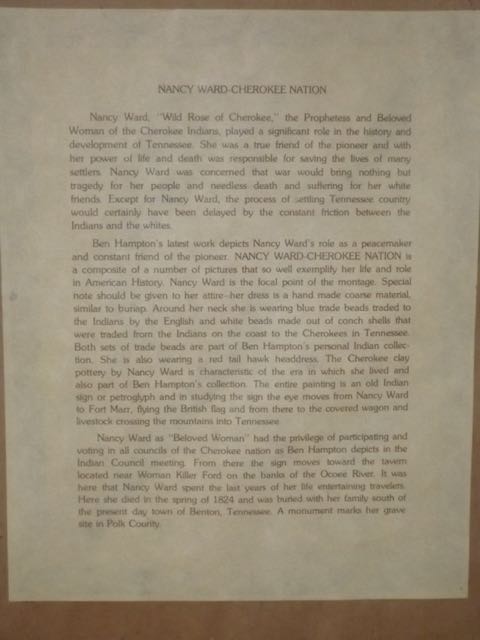 NANCY WARD-CHEROKEE NATION
Nancy Ward, "Wild Rose of Cherokee," the Prophetess and Beloved
Woman of the Cherokee Indians, played a significant role in the history and
development of Tennessee. She was a true friend of the pioneer and with
her power of life and death was responsible for saving the lives of many
settlers. Nancy Ward was concerned that war would bring nothing but
tragedy for her people and needless death and suffering for her white
friends. Except for Nancy Ward, the process of settling Tennessee country
would certainly have been delayed by the constant friction between the
Indians and the whites.
Ben Hampton's latest work depicts Nancy Ward's role as a peacemaker
and constant friend of the pioneer. NANCY WARD-CHEROKEE NATION is
a composite of a number of pictures that so well exemplify her life and role
in American History. Nancy Ward is the focal point of the montage. Special
note should be given to her attire--her dress is a hand made coarse material,
similar to burlap. Around her neck she is wearing blue trade beads traded to
the Indians by the English and white beads made out of conch shells that
were traded from the Indians on the coast to the Cherokees in Tennessee.
Both sets of trade beads are part of Ben Hampton's personal Indian collec-
tion. She is also wearing a red tail hawk headdress. The Cherokee clay
pottery by Nancy Ward is characteristic of the era in which she lived and
also part of Ben Hampton's collection. The entire painting is an old Indian
sign or petroglyph and in studying the sign the eye moves from Nancy Ward
to Fort Marr, flying the British flag and from there to the covered wagon and
livestock crossing the mountains into Tennessee.
Nancy Ward as "Beloved Woman" had the privilege of participating and
voting in all councils of the Cherokee nation as Ben Hampton depicts in the
Indian Council meeting. From there the sign moves toward the tavern
located near Woman Killer Ford on the banks of the Ocoee River. It was
here that Nancy Ward spent the last years of her life entertaining travelers.
Here she died in the spring of 1824 and was buried with her family south of
the present day town of Benton, Tennessee. A monument marks her grave
site in Polk County.